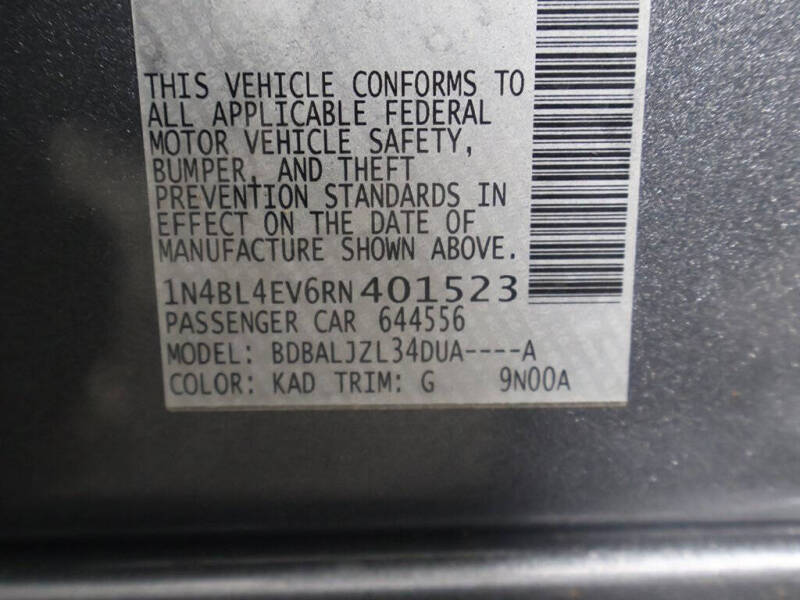 THIS VEHICLE CONFORMS TO
ALL APPLICABLE FEDERAL
MOTOR VEHICLE SAFETY,
BUMPER, AND THEFT
PREVENTION STANDARDS IN
EFFECT ON THE DATE OF
MANUFACTURE SHOWN ABOVE.
1N4BL4EV6RN401523
PASSENGER CAR 644556
MODEL: BDBALJZL34DUA----A
COLOR: KAD TRIM: G 9N00A